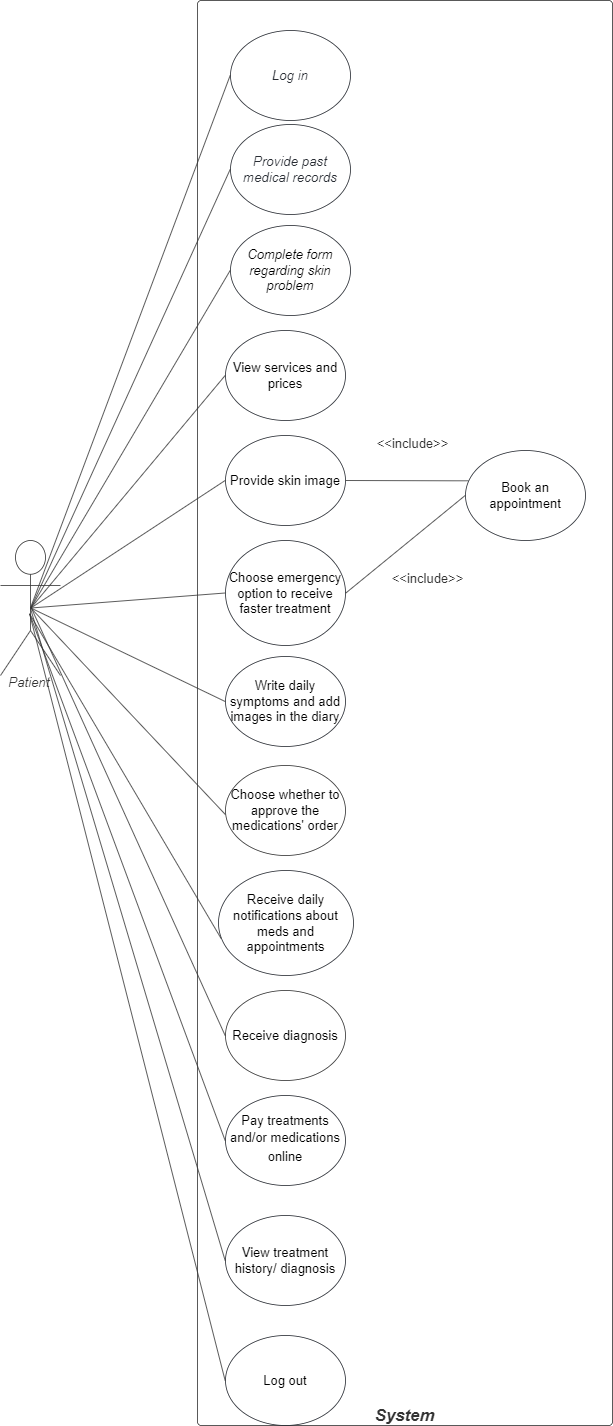 Log in
Provide past
medical records
Complete form
regarding skin
problem
View services and
prices
<<include>>
Provide skin image
Book an
appointment
Choose emergency
option to receive
faster treatment
<<include>>
Patient
Write daily
symptoms and add
images in the diary
Choose whether to
approve the
medications' order
Receive daily
notifications about
meds and
appointments
Receive diagnosis
Pay treatments
and/or medications
online
View treatment
history/ diagnosis
Log out
System